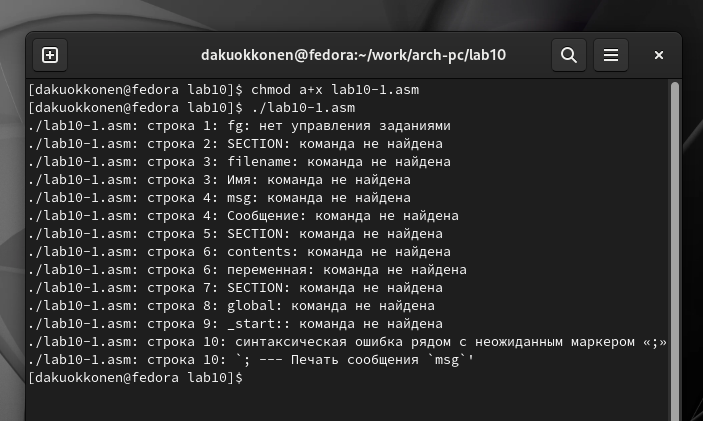 dakuokkonen@fedora:~/work/arch-pc/lab10
[dakuokkonen@fedora lab10]$ chmod a+x lab10-1.asm
[dakuokkonen@fedora lab10]$ ./lab10-1.asm
./lab10-1.asm: строка 1: fg: нет управления заданиями
./lab10-1.asm: строка 2: SECTION: команда не найдена
./lab10-1.asm: строка 3: filename: команда не найдена
./lab10-1.asm: строка 3: Имя: команда не найдена
./lab10-1.asm: строка 4: msg: команда не найдена
./lab10-1.asm: строка 4: Сообщение: команда не найдена
./lab10-1.asm: строка 5: SECTION: команда не найдена
./lab10-1.asm: строка 6: contents: команда не найдена
./lab10-1.asm: строка 6: переменная: команда не найдена
./lab10-1.asm: строка 7: SECTION: команда не найдена
./lab10-1.asm: строка 8: global: команда не найдена
./lab10-1.asm: строка 9: _start:: команда не найдена
./lab10-1.asm: строка 10: синтаксическая ошибка рядом с неожиданным маркером «;»
./lab10-1.asm: строка 10: `; --- Печать сообщения `msg`'
[dakuokkonen@fedora lab10]$